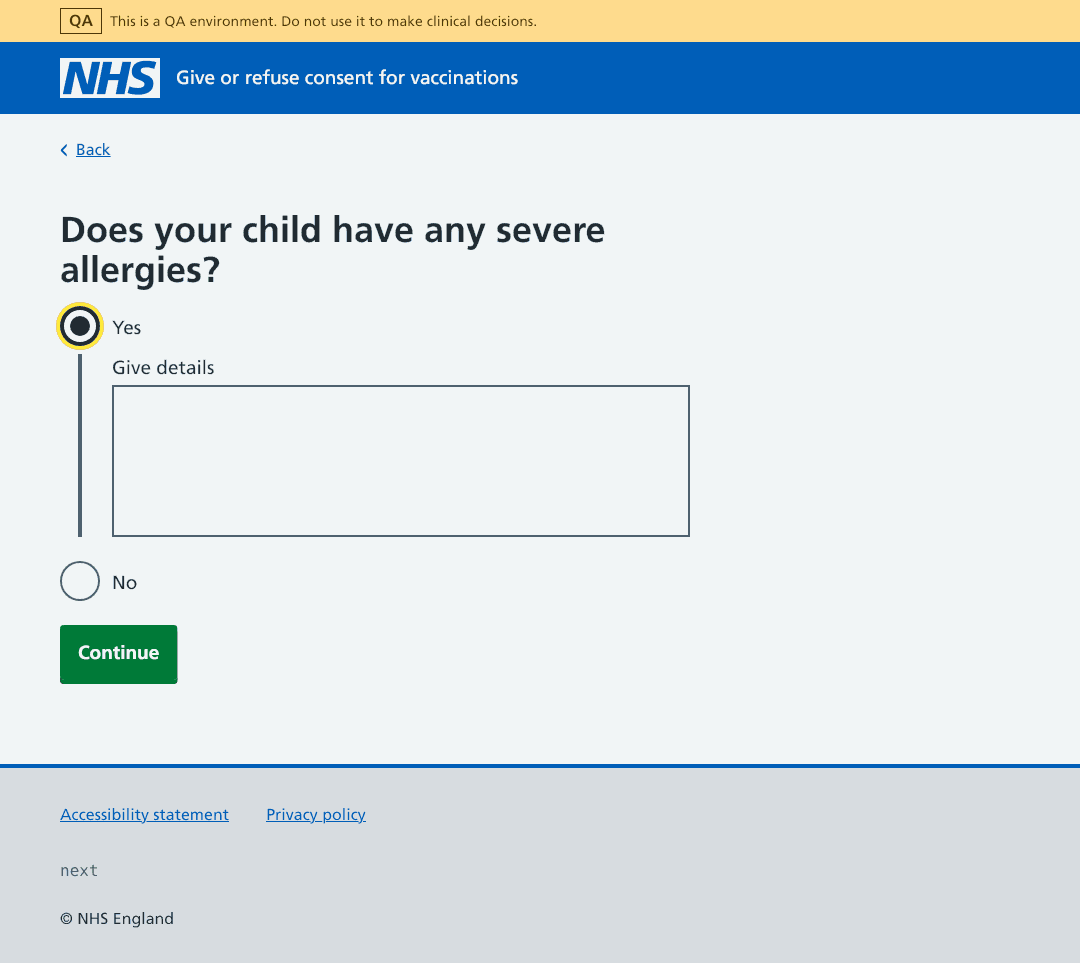 QA This is a QA environment. Do not use it to make clinical decisions.
NHS Give or refuse consent for vaccinations
Back
Does your child have any severe
allergies?
Yes
Give details
No
Continue
Accessibility statement Privacy policy
next
© NHS England